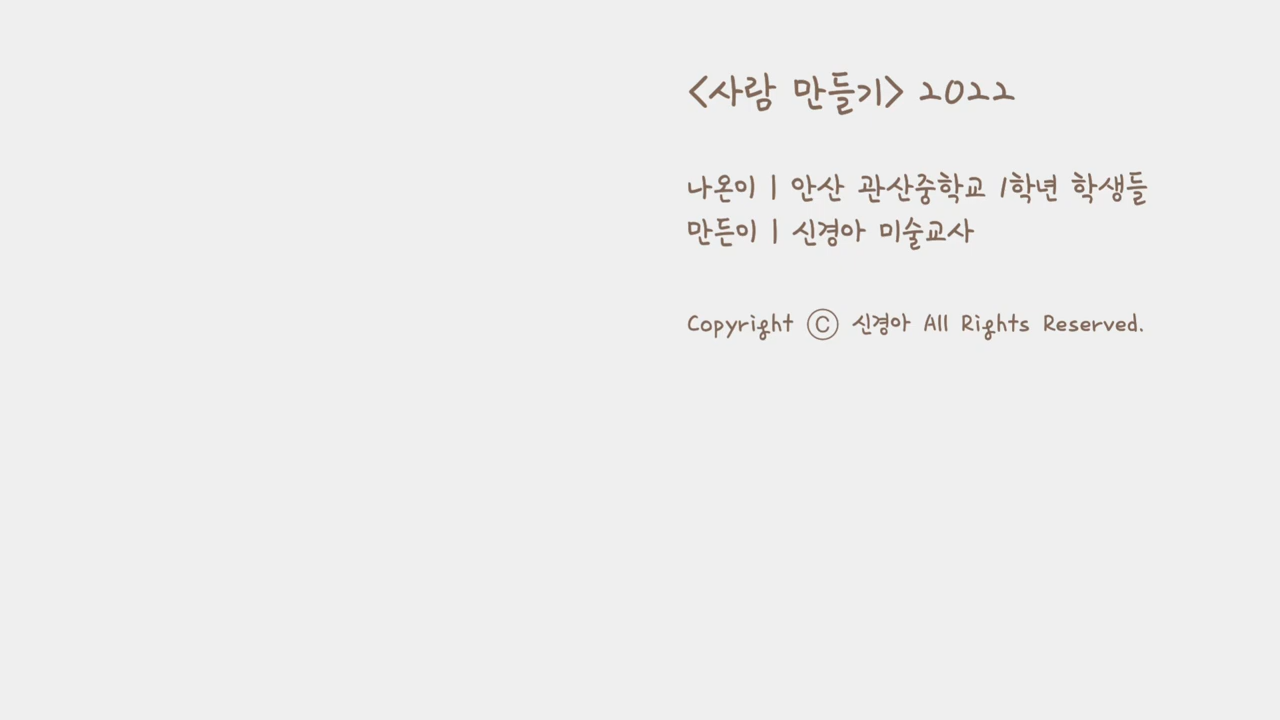 <사람 만들기> 2022
나온이 | 안산 관산중학교 1학년 학생들
만든이 | 신경아 미술교사
Copyright ⓒ 신경아 All Rights Reserved.